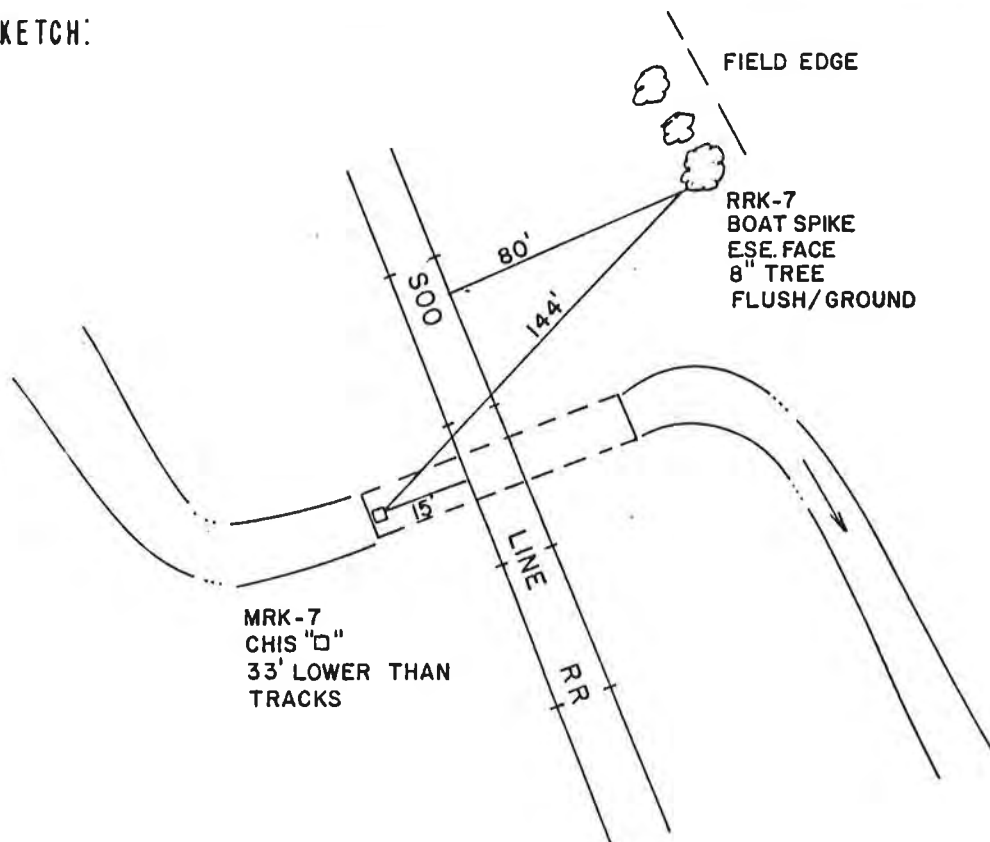 KETCH:
FIELD EDGE
RRK-7
BOAT SPIKE
ESE. FACE
8" TREE
FLUSH/GROUND
80'
SOO
144'
15'
LINE
MRK-7
CHIS "□"
33' LOWER THAN
TRACKS
RR